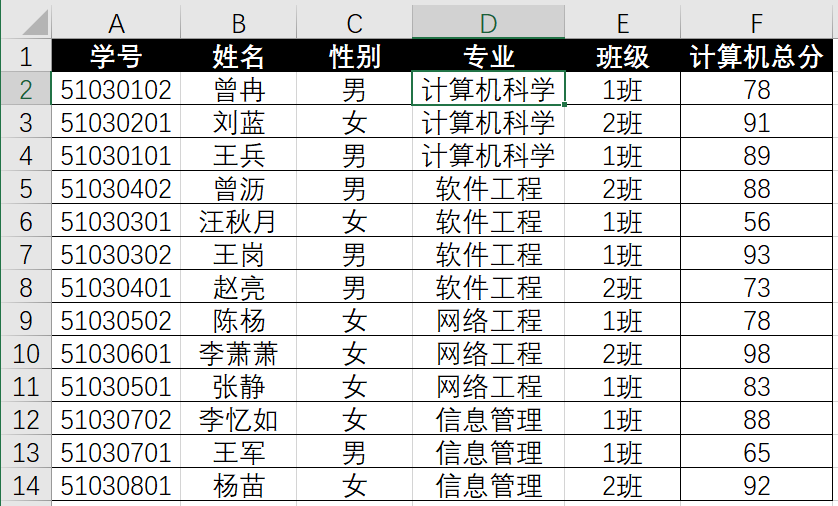 A B C D E F
1 学号 姓名 性别 专业 班级 计算机总分
2 51030102 曾冉 男 计算机科学 1班 78
3 51030201 刘蓝 女 计算机科学 2班 91
4 51030101 王兵 男 计算机科学 1班 89
5 51030402 曾沥 男 软件工程 2班 88
6 51030301 汪秋月 女 软件工程 1班 56
7 51030302 王岗 男 软件工程 1班 93
8 51030401 赵亮 男 软件工程 2班 73
9 51030502 陈杨 女 网络工程 1班 78
10 51030601 李萧萧 女 网络工程 2班 98
11 51030501 张静 女 网络工程 1班 83
12 51030702 李忆如 女 信息管理 1班 88
13 51030701 王军 男 信息管理 1班 65
14 51030801 杨苗 女 信息管理 2班 92